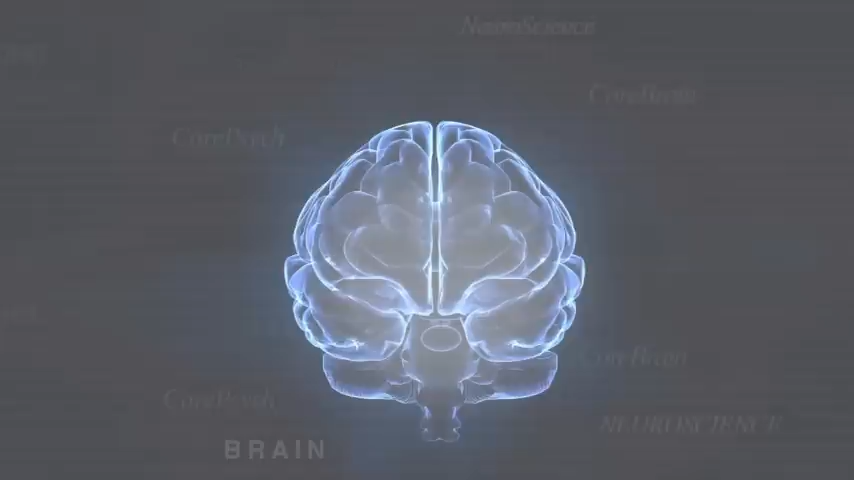 NeuroScience
CoreBrain
CorePsych
CoreBrain
CorePsych
NEUROSCIENCE
BRAIN